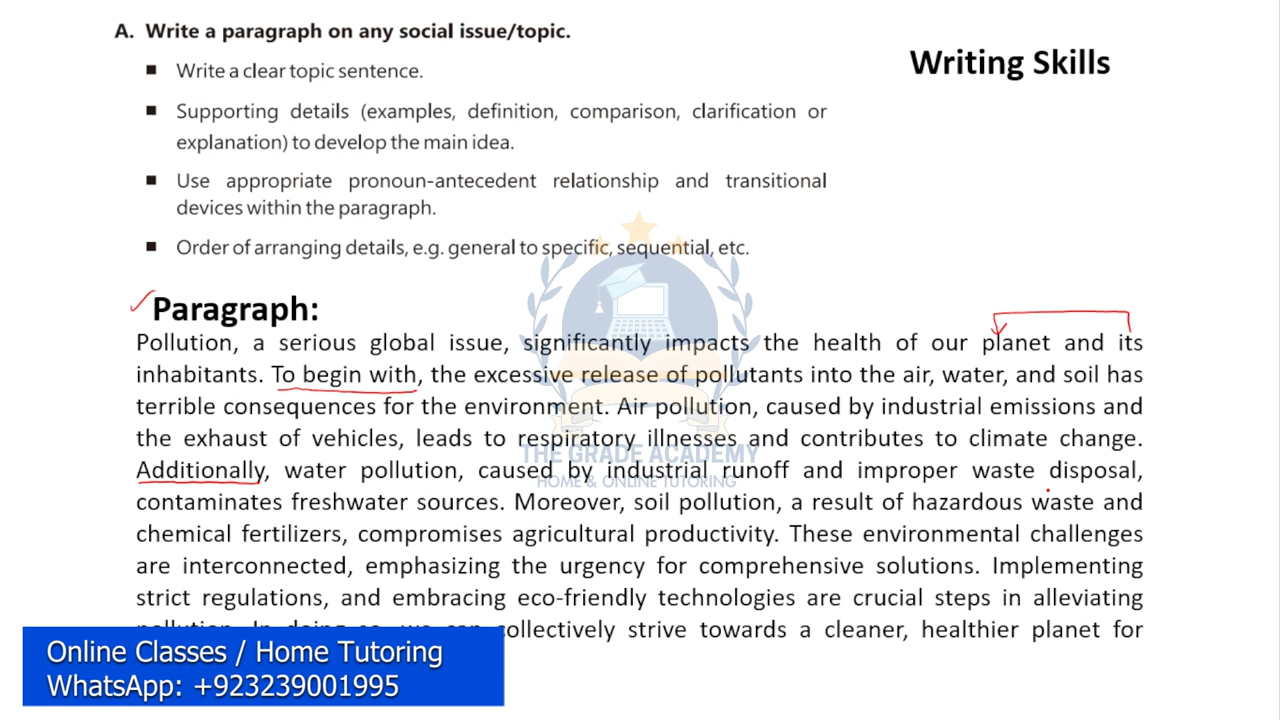 A. Write a paragraph on any social issue/topic.
Writing Skills
■ Write a clear topic sentence.
■ Supporting details (examples, definition, comparison, clarification or
explanation) to develop the main idea.
■ Use appropriate pronoun-antecedent relationship and transitional
devices within the paragraph.
■ Order of arranging details, e.g. general to specific, sequential, etc.
Paragraph:
Pollution, a serious global issue, significantly impacts the health of our planet and its
inhabitants. To begin with, the excessive release of pollutants into the air, water, and soil has
terrible consequences for the environment. Air pollution, caused by industrial emissions and
the exhaust of vehicles, leads to respiratory illnesses and contributes to climate change.
THE GRADE ACADEMY
Additionally, water pollution, caused by industrial runoff and improper waste disposal,
HOME & ONLINE TUTORING
contaminates freshwater sources. Moreover, soil pollution, a result of hazardous waste and
chemical fertilizers, compromises agricultural productivity. These environmental challenges
are interconnected, emphasizing the urgency for comprehensive solutions. Implementing
strict regulations, and embracing eco-friendly technologies are crucial steps in alleviating
collectively strive towards a cleaner, healthier planet for
Online Classes / Home Tutoring
WhatsApp: +923239001995